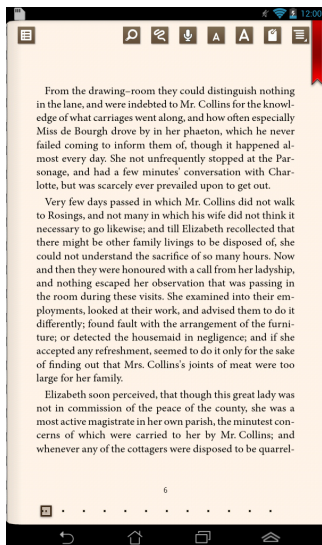 12:00
A A
From the drawing-room they could distinguish nothing
in the lane, and were indebted to Mr. Collins for the knowl-
edge of what carriages went along, and how often especially
Miss de Bourgh drove by in her phaeton, which he never
failed coming to inform them of, though it happened al-
most every day. She not unfrequently stopped at the Par-
sonage, and had a few minutes' conversation with Char-
lotte, but was scarcely ever prevailed upon to get out.
Very few days passed in which Mr. Collins did not walk
to Rosings, and not many in which his wife did not think it
necessary to go likewise; and till Elizabeth recollected that
there might be other family livings to be disposed of, she
could not understand the sacrifice of so many hours. Now
and then they were honoured with a call from her ladyship,
and nothing escaped her observation that was passing in
the room during these visits. She examined into their em-
ployments, looked at their work, and advised them to do it
differently; found fault with the arrangement of the furni-
ture; or detected the housemaid in negligence; and if she
accepted any refreshment, seemed to do it only for the sake
of finding out that Mrs. Collins's joints of meat were too
large for her family.
Elizabeth soon perceived, that though this great lady was
not in commission of the peace of the county, she was a
most active magistrate in her own parish, the minutest con-
cerns of which were carried to her by Mr. Collins; and
whenever any of the cottagers were disposed to be quarrel-
6